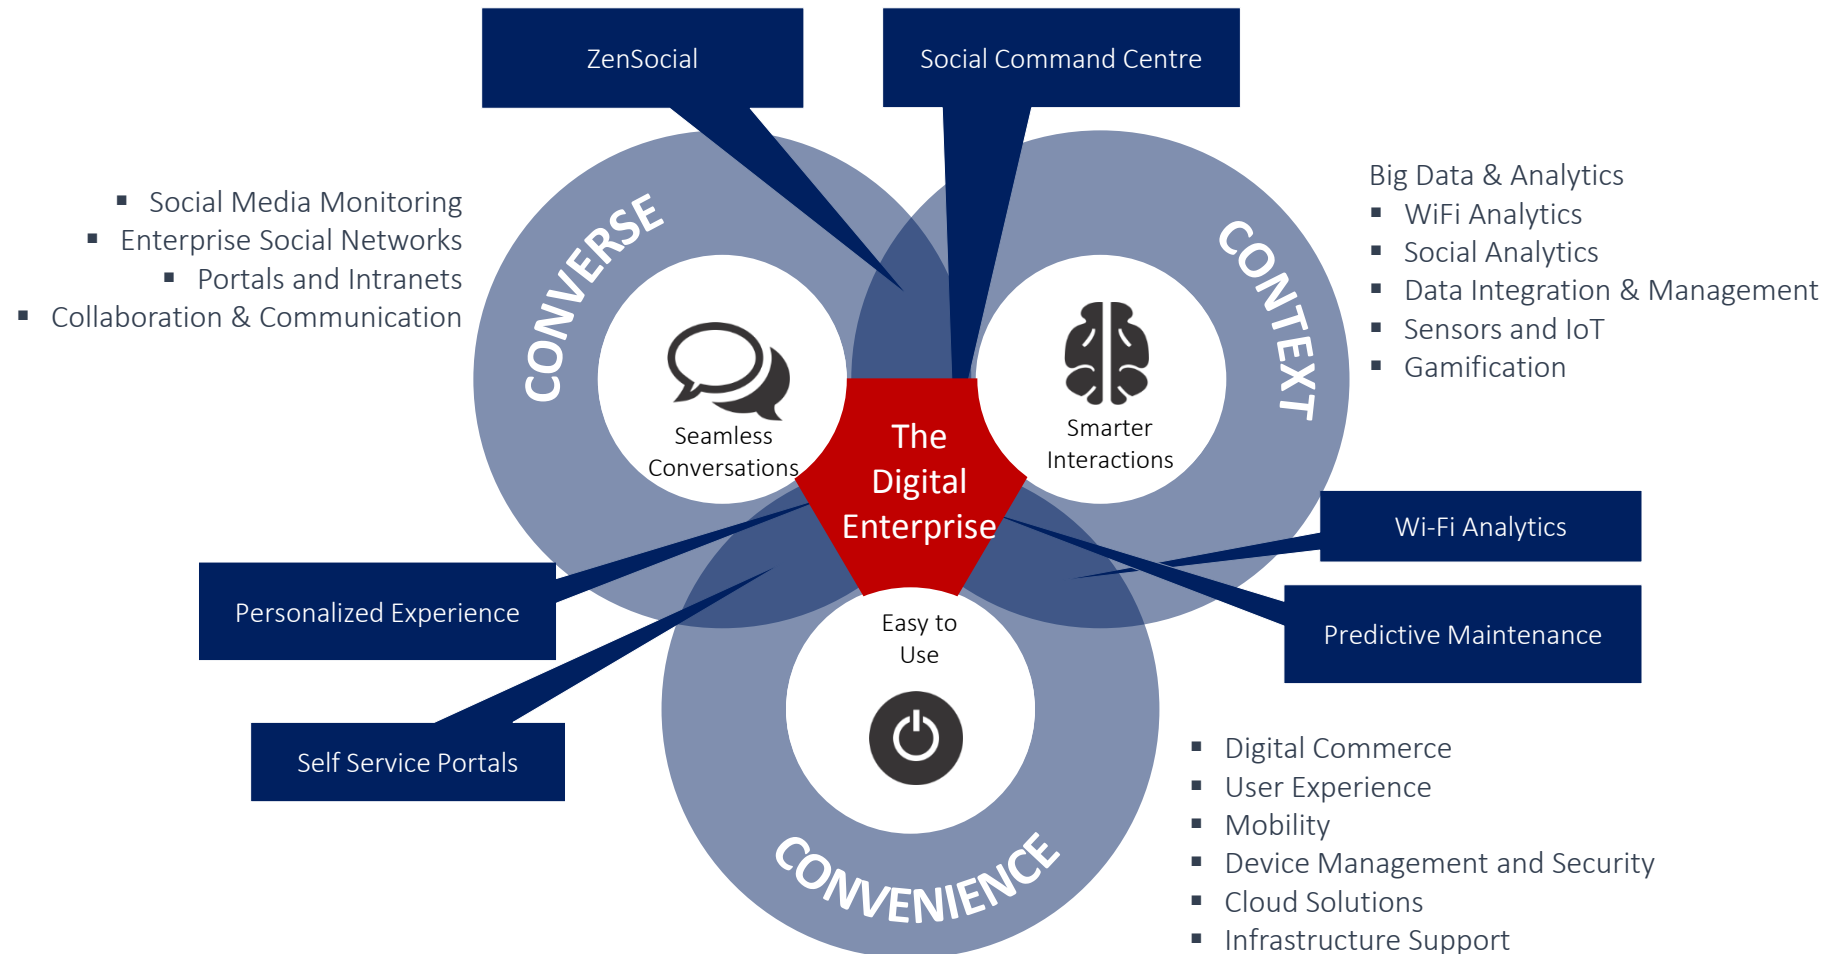 ZenSocial
Social Command Centre
▪ Social Media Monitoring
▪ Enterprise Social Networks
▪ Portals and Intranets
▪ Collaboration & Communication
CONVERSE
Seamless
Conversations
CONTEXT
Smarter
Interactions
Big Data & Analytics
▪ WiFi Analytics
▪ Social Analytics
▪ Data Integration & Management
▪ Sensors and IoT
▪ Gamification
The
Digital
Enterprise
Wi-Fi Analytics
Personalized Experience
Predictive Maintenance
Easy to
Use
Self Service Portals
CONVENIENCE
▪ Digital Commerce
▪ User Experience
▪ Mobility
▪ Device Management and Security
▪ Cloud Solutions
▪ Infrastructure Support